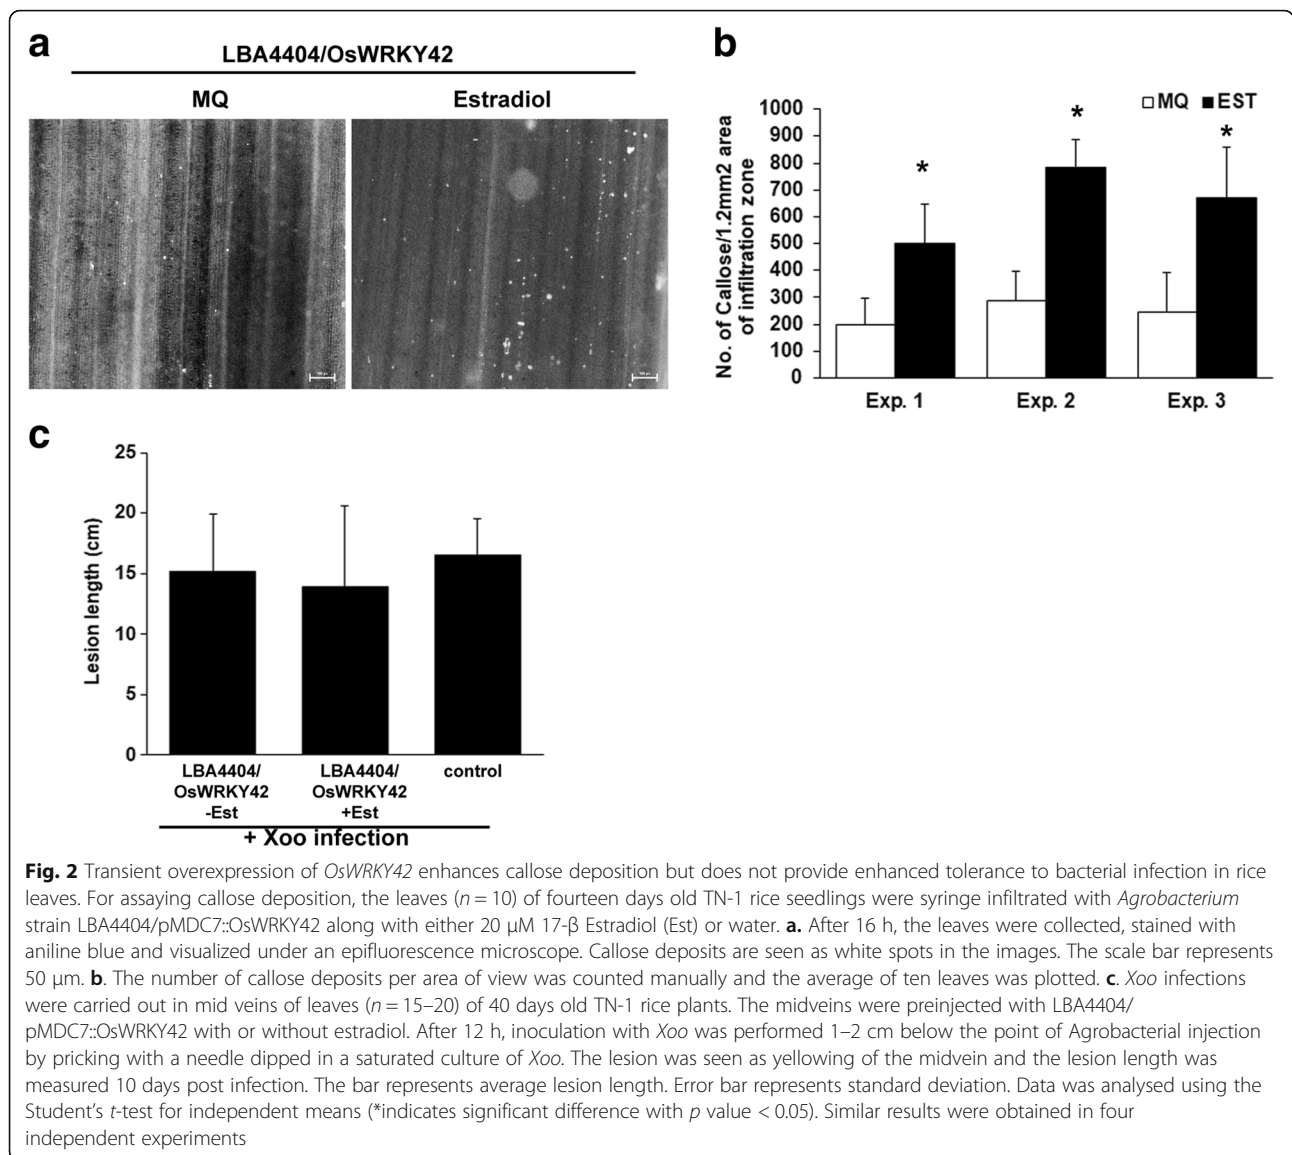 a
LBA4404/OsWRKY42
MQ
Estradiol
b
MQ EST
No. of Callose/1.2mm2 area
of infiltration zone
1000
900
800
700
600
500
400
300
200
100
0
*
*
*
Exp. 1
Exp. 2
Exp. 3
c
Lesion length (cm)
25
20
15
10
5
0
LBA4404/
OsWRKY42
-Est
LBA4404/
OsWRKY42
+Est
control
+ Xoo infection
Fig. 2 Transient overexpression of OsWRKY42 enhances callose deposition but does not provide enhanced tolerance to bacterial infection in rice
leaves. For assaying callose deposition, the leaves (n = 10) of fourteen days old TN-1 rice seedlings were syringe infiltrated with Agrobacterium
strain LBA4404/pMDC7::OsWRKY42 along with either 20 μM 17-β Estradiol (Est) or water. a. After 16 h, the leaves were collected, stained with
aniline blue and visualized under an epifluorescence microscope. Callose deposits are seen as white spots in the images. The scale bar represents
50 μm. b. The number of callose deposits per area of view was counted manually and the average of ten leaves was plotted. c. Xoo infections
were carried out in mid veins of leaves (n = 15–20) of 40 days old TN-1 rice plants. The midveins were preinjected with LBA4404/
pMDC7::OsWRKY42 with or without estradiol. After 12 h, inoculation with Xoo was performed 1–2 cm below the point of Agrobacterial injection
by pricking with a needle dipped in a saturated culture of Xoo. The lesion was seen as yellowing of the midvein and the lesion length was
measured 10 days post infection. The bar represents average lesion length. Error bar represents standard deviation. Data was analysed using the
Student's t-test for independent means (*indicates significant difference with p value < 0.05). Similar results were obtained in four
independent experiments